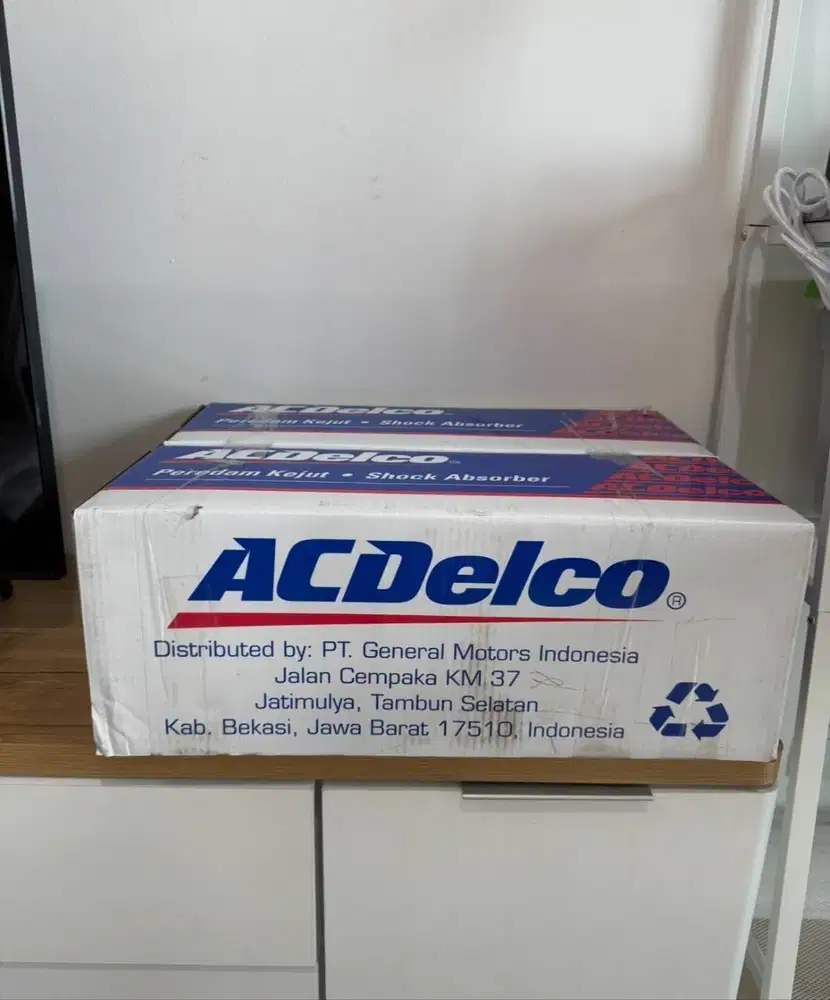 ACDelco
Peredam Kejut • Shock Absorber
ACDelco
Peredam Kejut • Shock Absorber
ACDelco
ACDelco®
Distributed by: PT. General Motors Indonesia
Jalan Cempaka KM 37
Jatimulya, Tambun Selatan
Kab. Bekasi, Jawa Barat 17510, Indonesia